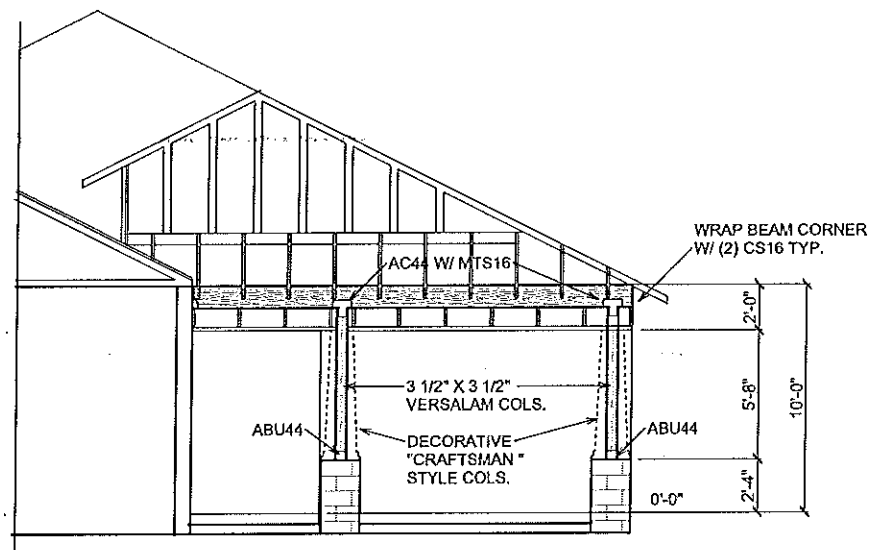 WRAP BEAM CORNER
W/ (2) CS16 TYP.
AC44 W/ MTS16
2'-0"
3 1/2" X 3 1/2"
VERSALAM COLS.
5'-8"
10'-0"
ABU44
DECORATIVE
"CRAFTSMAN "
STYLE COLS.
ABU44
2'-4"
0'-0"